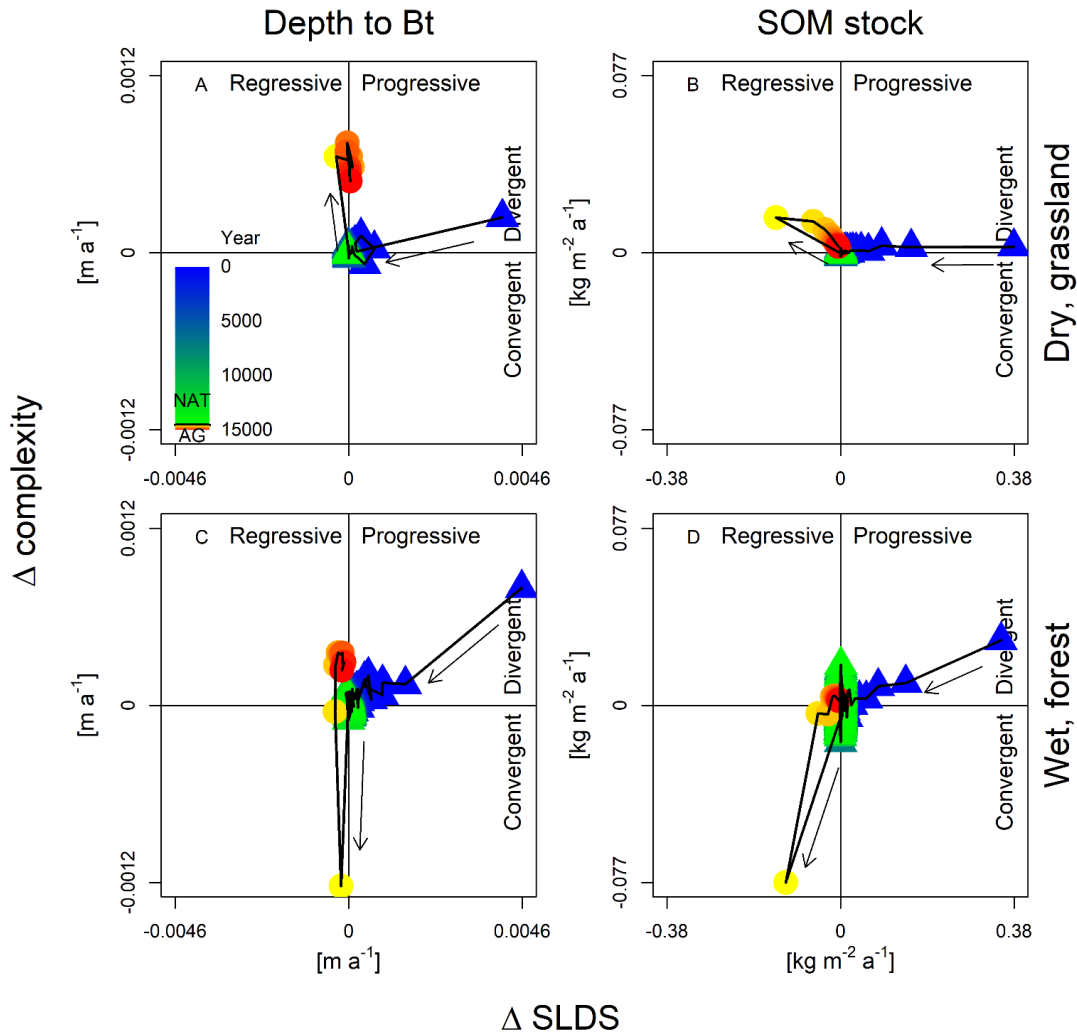 Depth to Bt
SOM stock
A
Regressive
Progressive
B
Regressive
Progressive
0.0012
0
-0.0012
[m a⁻¹]
Divergent
Convergent
Year
0
5000
10000
15000
NAT
AG
-0.0046
0
0.0046
0.077
0
-0.077
[kg m⁻² a⁻¹]
Divergent
Convergent
-0.38
0
0.38
Dry, grassland
Δ complexity
C
Regressive
Progressive
D
Regressive
Progressive
0.0012
0
-0.0012
[m a⁻¹]
Divergent
Convergent
-0.0046
0
0.0046
[m a⁻¹]
0.077
0
-0.077
[kg m⁻² a⁻¹]
Divergent
Convergent
-0.38
0
0.38
[kg m⁻² a⁻¹]
Wet, forest
Δ SLDS